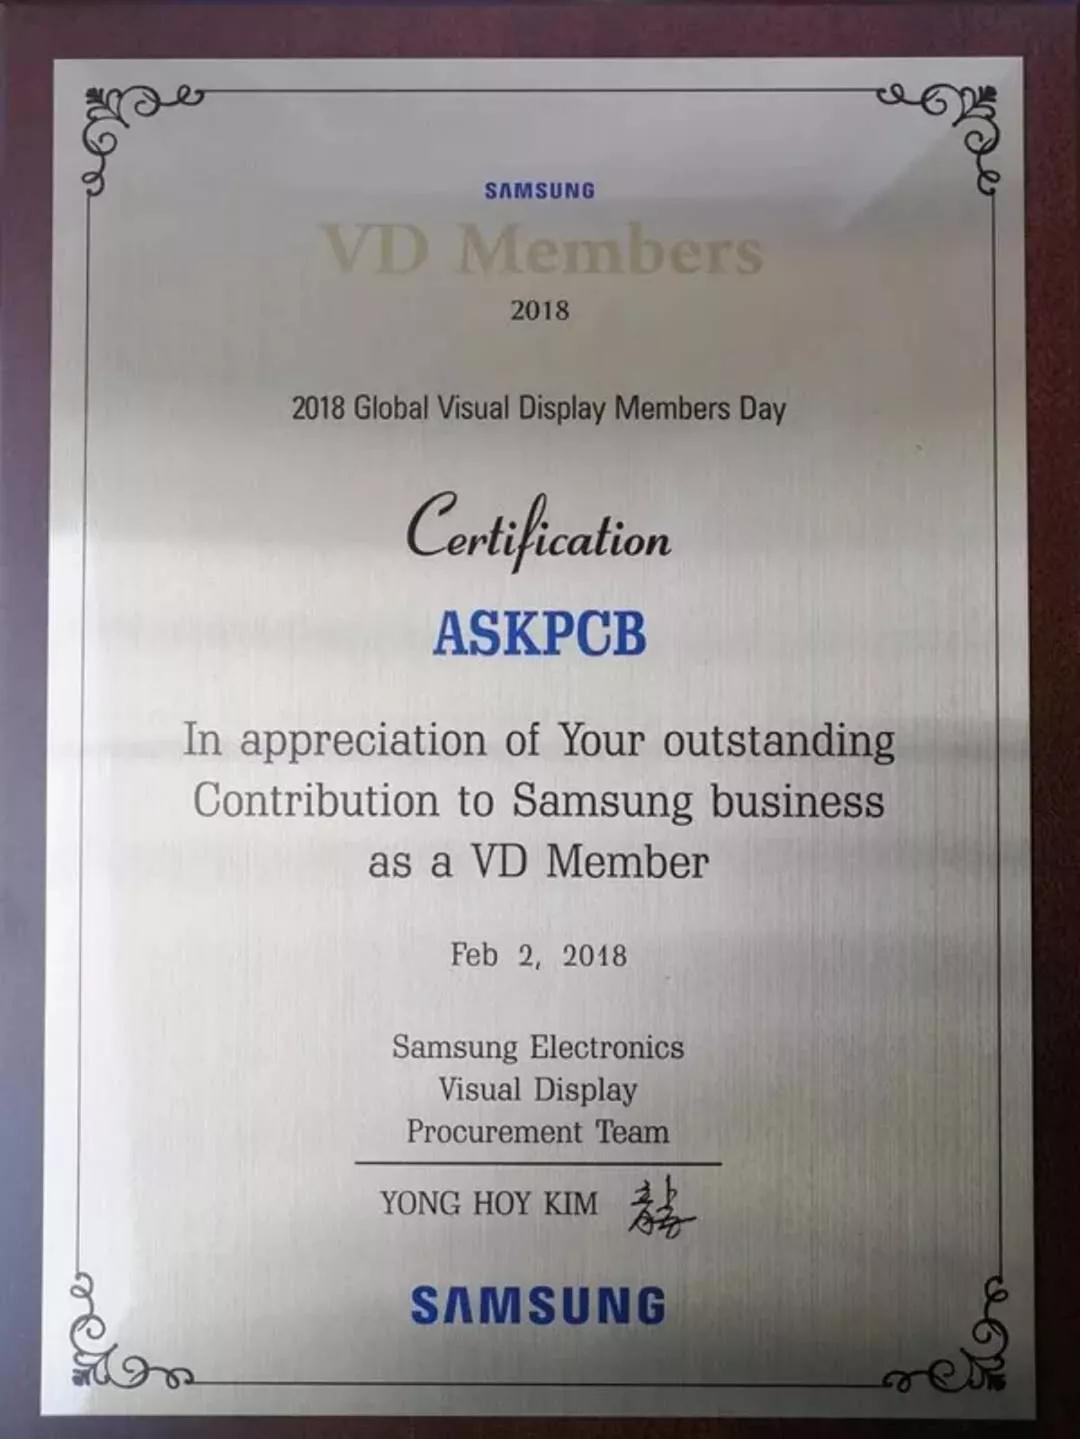 SAMSUNG
VD Members
2018
2018 Global Visual Display Members Day
Certification
ASKPCB
In appreciation of Your outstanding
Contribution to Samsung business
as a VD Member
Feb 2, 2018
Samsung Electronics
Visual Display
Procurement Team
YONG HOY KIM
SAMSUNG